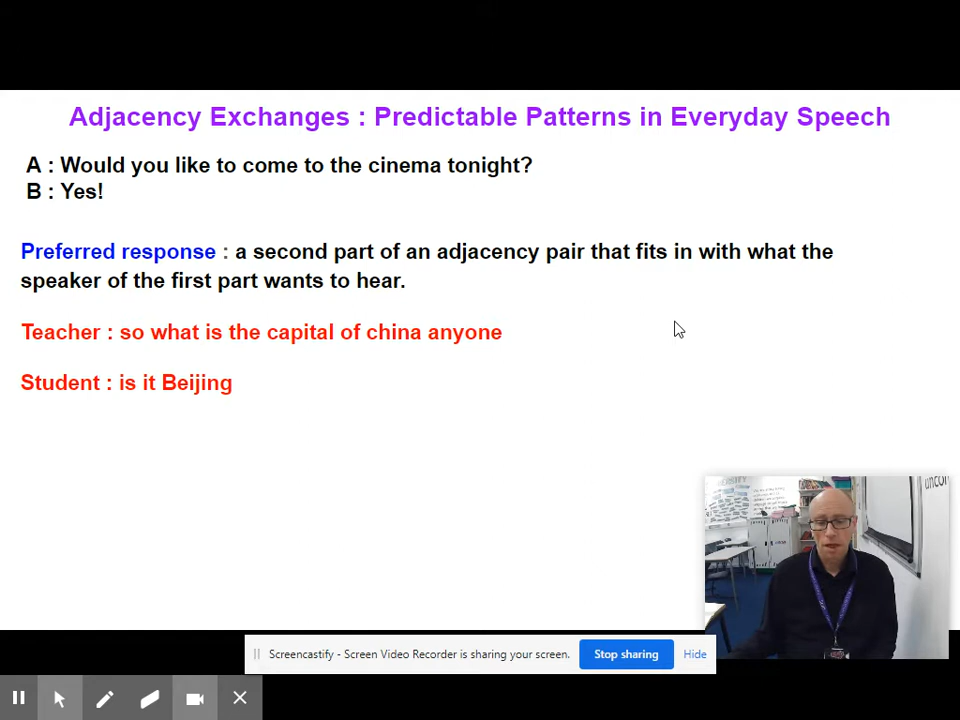 Adjacency Exchanges : Predictable Patterns in Everyday Speech
A : Would you like to come to the cinema tonight?
B : Yes!
Preferred response : a second part of an adjacency pair that fits in with what the
speaker of the first part wants to hear.
Teacher : so what is the capital of china anyone
Student : is it Beijing
uncon
Screencastify - Screen Video Recorder is sharing your screen.
Stop sharing
Hide